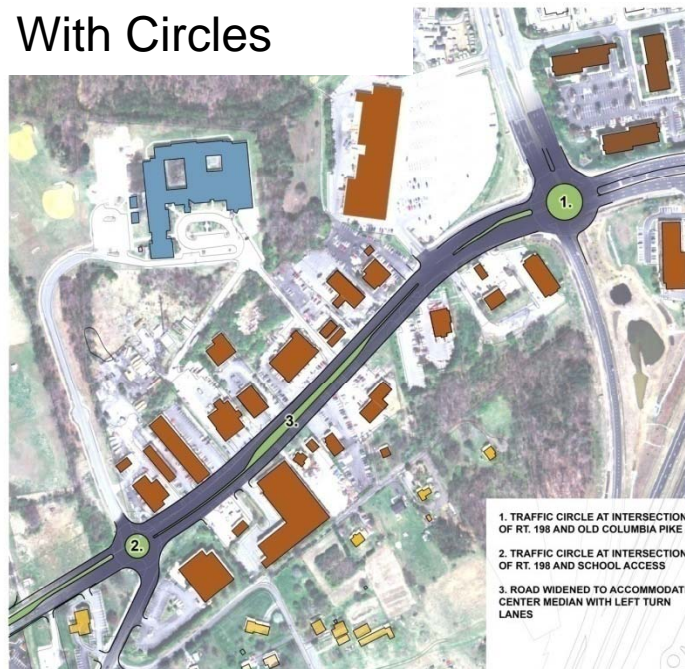 With Circles
1.
3.
2.
1. TRAFFIC CIRCLE AT INTERSECTION
OF RT. 198 AND OLD COLUMBIA PIKE
2. TRAFFIC CIRCLE AT INTERSECTION
OF RT. 198 AND SCHOOL ACCESS
3. ROAD WIDENED TO ACCOMMODAT
CENTER MEDIAN WITH LEFT TURN
LANES